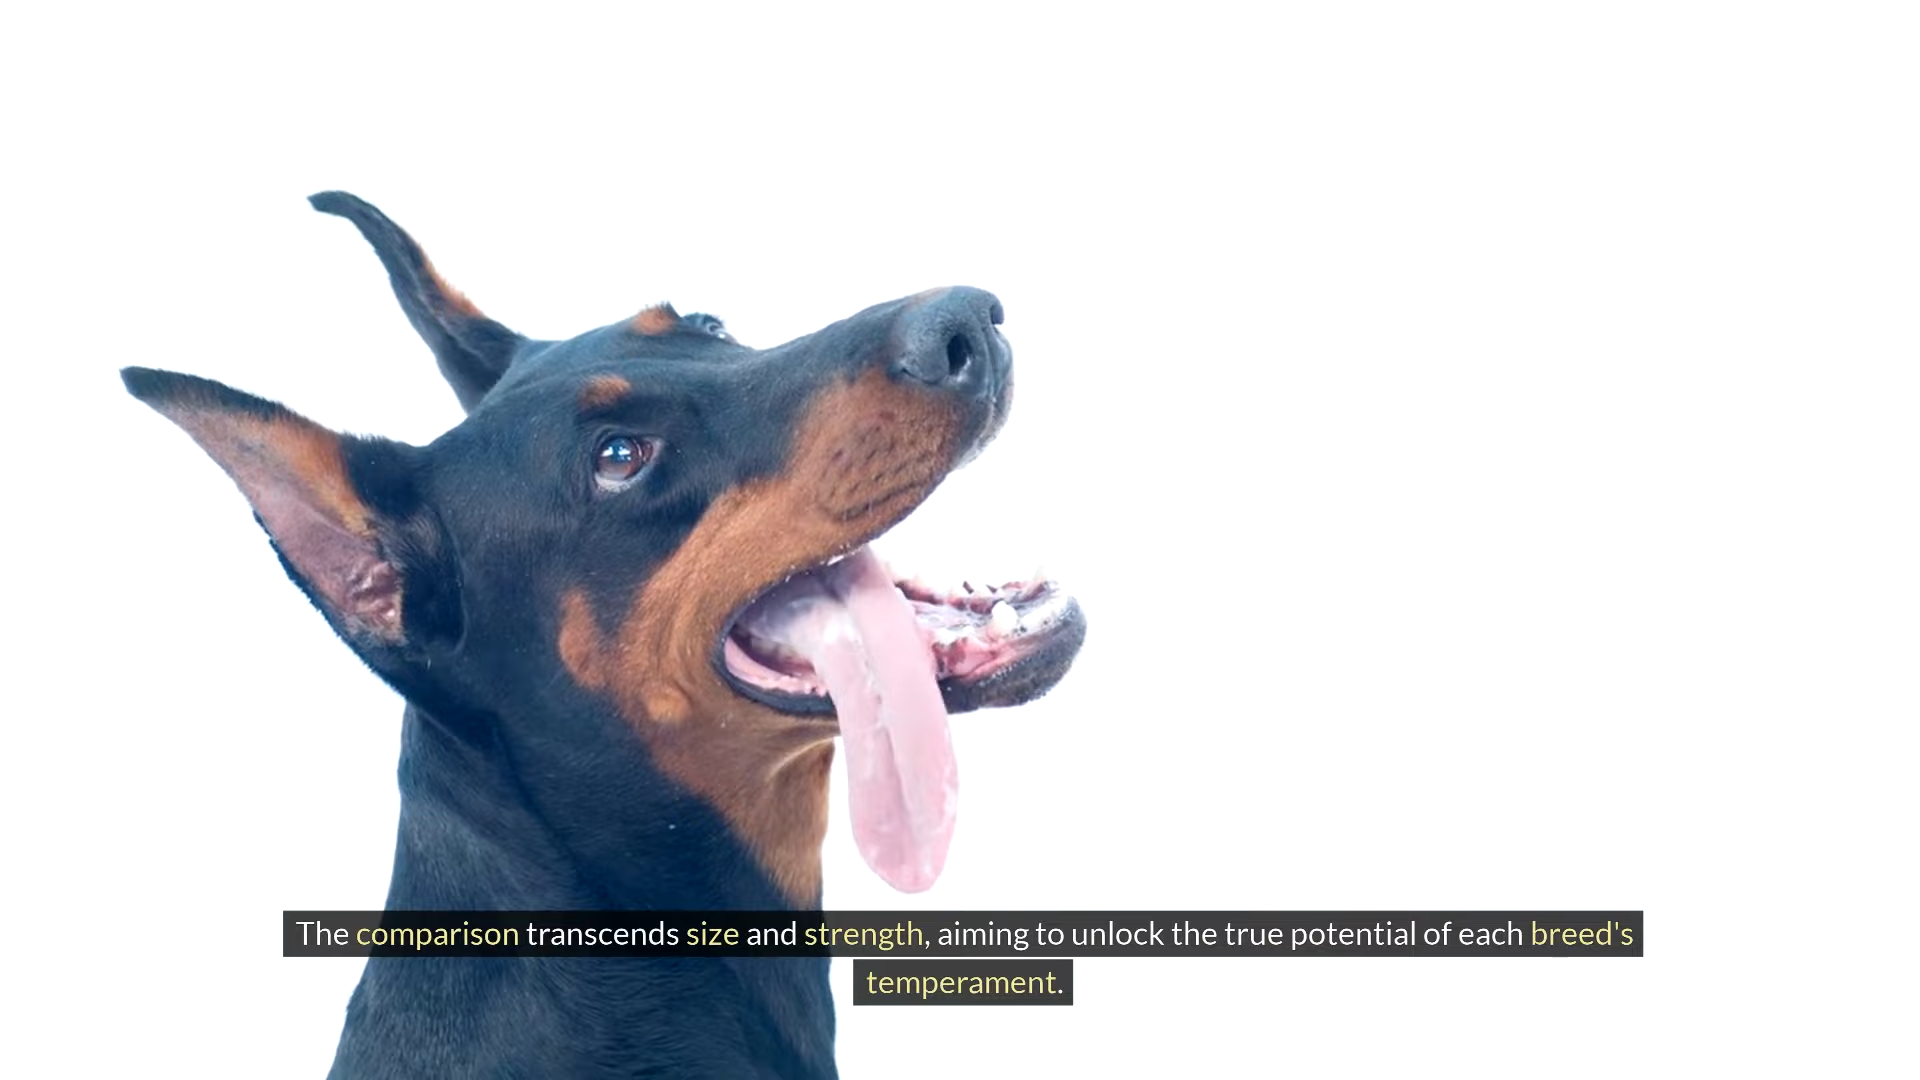 The comparison transcends size and strength, aiming to unlock the true potential of each breed's
temperament.